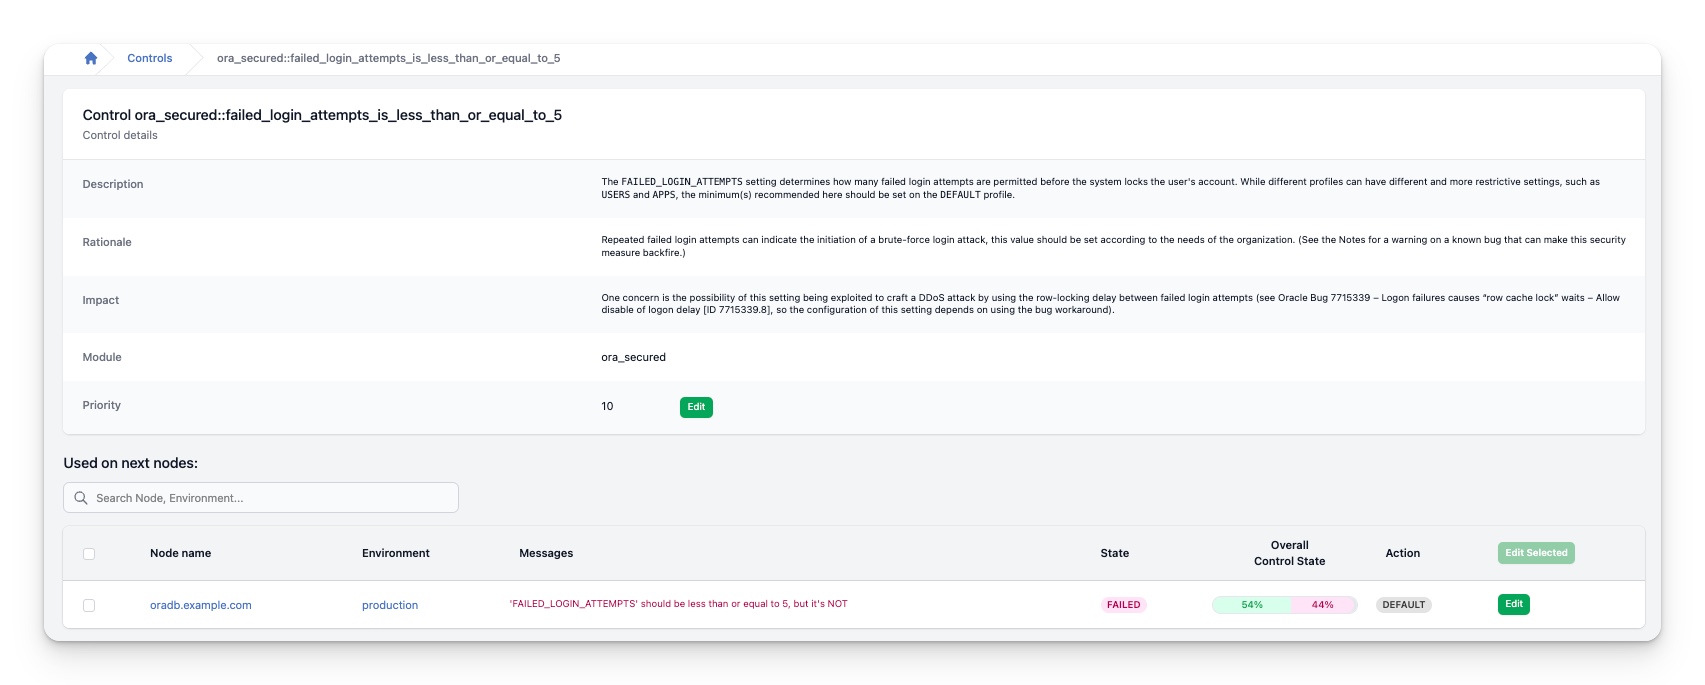 Controls ora_secured::failed_login_attempts_is_less_than_or_equal_to_5
Control ora_secured::failed_login_attempts_is_less_than_or_equal_to_5
Control details
Description
The FAILED_LOGIN_ATTEMPTS setting determines how many failed login attempts are permitted before the system locks the user's account. While different profiles can have different and more restrictive settings, such as
USERS and APPS, the minimum(s) recommended here should be set on the DEFAULT profile.
Rationale
Repeated failed login attempts can indicate the initiation of a brute-force login attack, this value should be set according to the needs of the organization. (See the Notes for a warning on a known bug that can make this security
measure backfire.)
Impact
One concern is the possibility of this setting being exploited to craft a DDoS attack by using the row-locking delay between failed login attempts (see Oracle Bug 7715339 – Logon failures causes “row cache lock” waits – Allow
disable of logon delay [ID 7715339.8], so the configuration of this setting depends on using the bug workaround).
Module ora_secured
Priority 10 Edit
Used on next nodes:
Search Node, Environment...
Node name Environment Messages State Overall Control State Action Edit Selected
oradb.example.com production 'FAILED_LOGIN_ATTEMPTS' should be less than or equal to 5, but it's NOT FAILED 54% 44% DEFAULT Edit